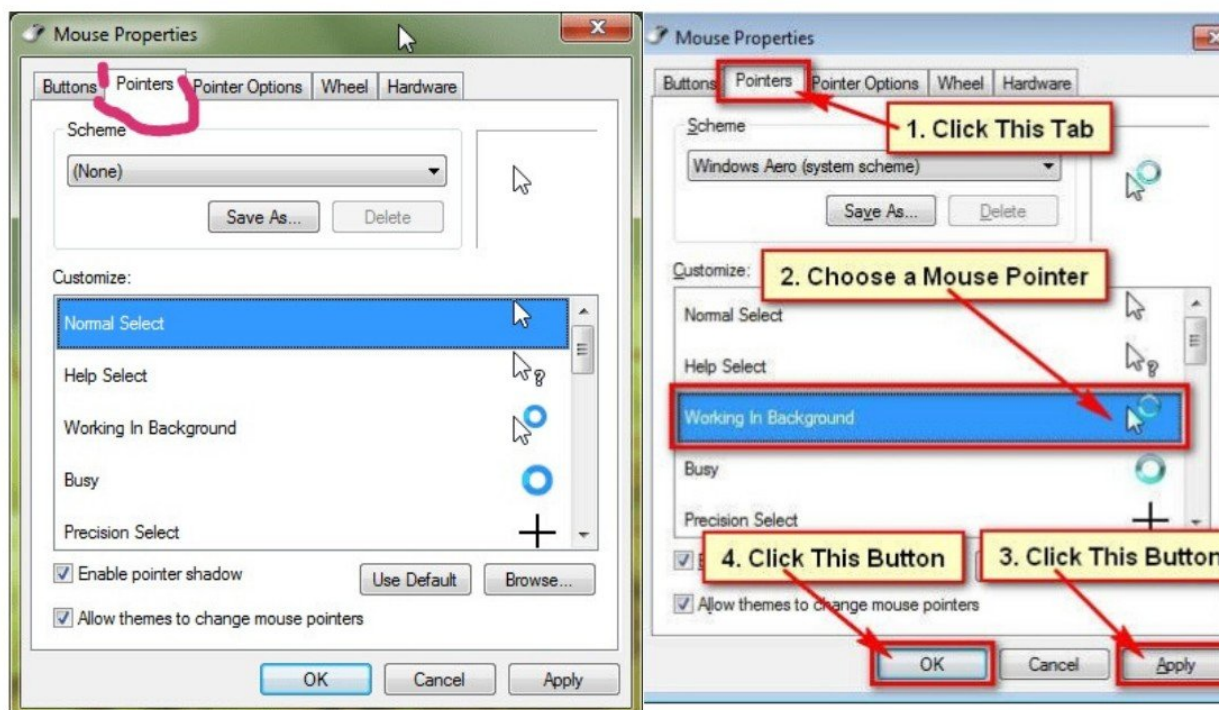 Mouse Properties
Buttons Pointers Pointer Options Wheel Hardware
Scheme
(None)
Save As... Delete
Customize:
Normal Select
Help Select
Working In Background
Busy
Precision Select
Enable pointer shadow
Use Default Browse...
Allow themes to change mouse pointers
OK Cancel Apply
Mouse Properties
Buttons Pointers Pointer Options Wheel Hardware
1. Click This Tab
Scheme
Windows Aero (system scheme)
Save As... Delete
Customize:
2. Choose a Mouse Pointer
Normal Select
Help Select
Working In Background
Busy
Precision Select
4. Click This Button 3. Click This Button
Allow themes to change mouse pointers
OK Cancel Apply